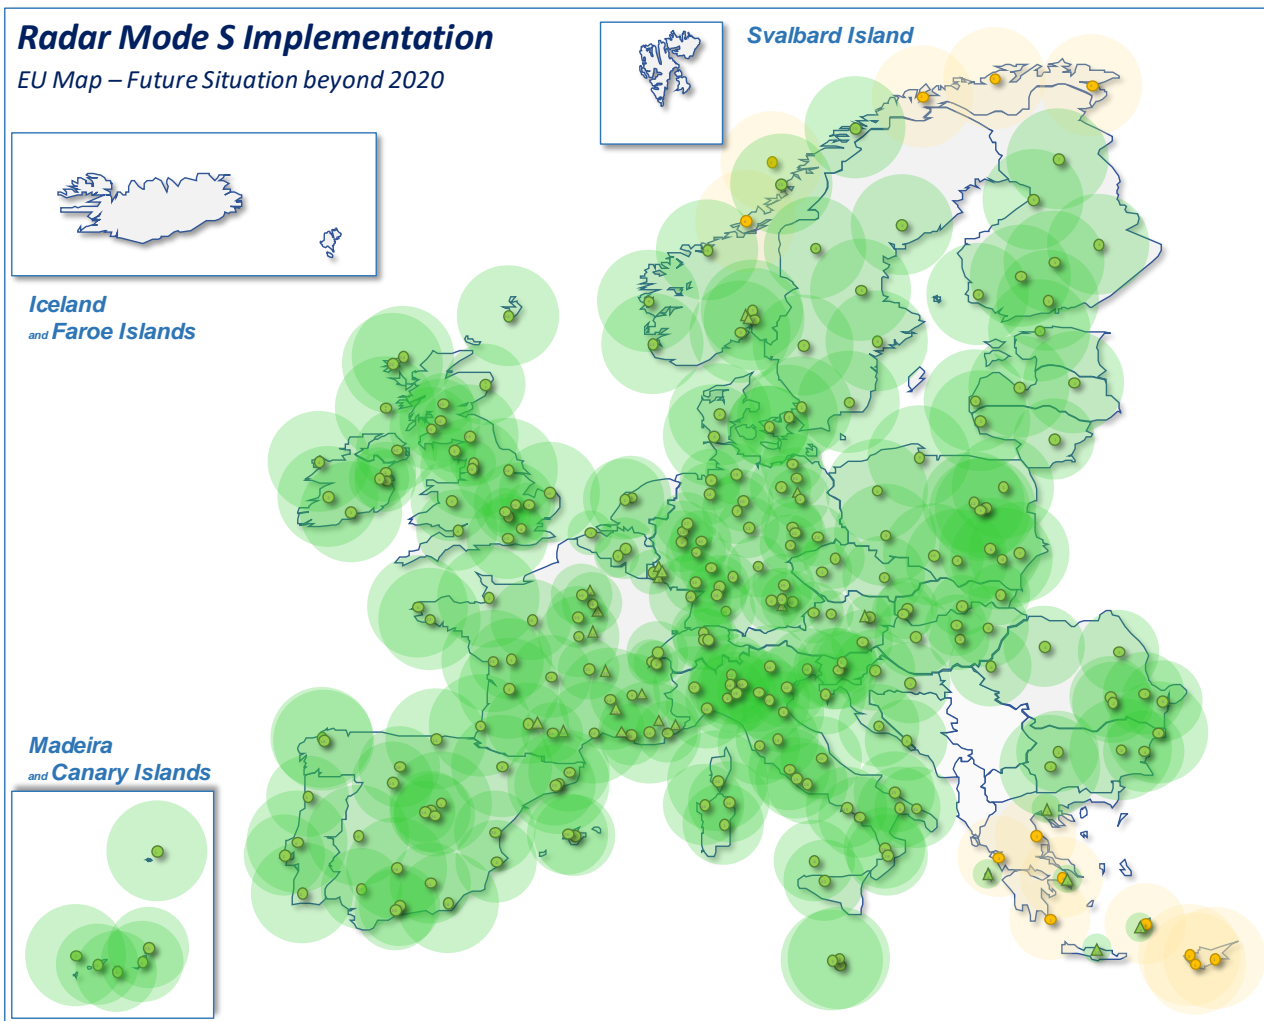 Radar Mode S Implementation
EU Map – Future Situation beyond 2020
Svalbard Island
Iceland
and Faroe Islands
Madeira
and Canary Islands